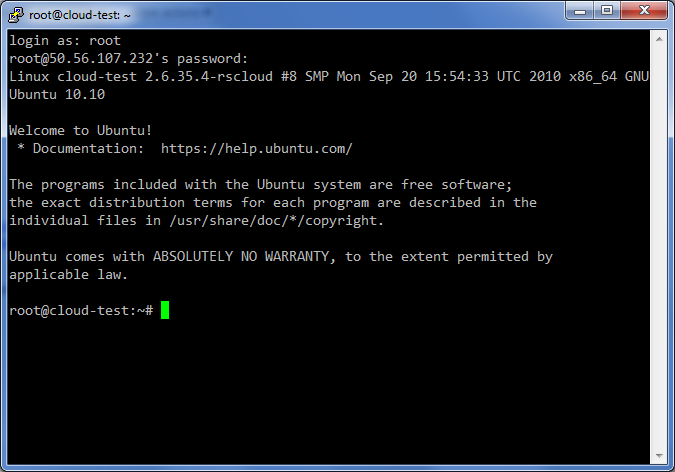 root@cloud-test: ~
login as: root
root@50.56.107.232's password:
Linux cloud-test 2.6.35.4-rscloud #8 SMP Mon Sep 20 15:54:33 UTC 2010 x86_64 GNU
Ubuntu 10.10
Welcome to Ubuntu!
* Documentation:  https://help.ubuntu.com/
The programs included with the Ubuntu system are free software;
the exact distribution terms for each program are described in the
individual files in /usr/share/doc/*/copyright.
Ubuntu comes with ABSOLUTELY NO WARRANTY, to the extent permitted by
applicable law.
root@cloud-test:~#